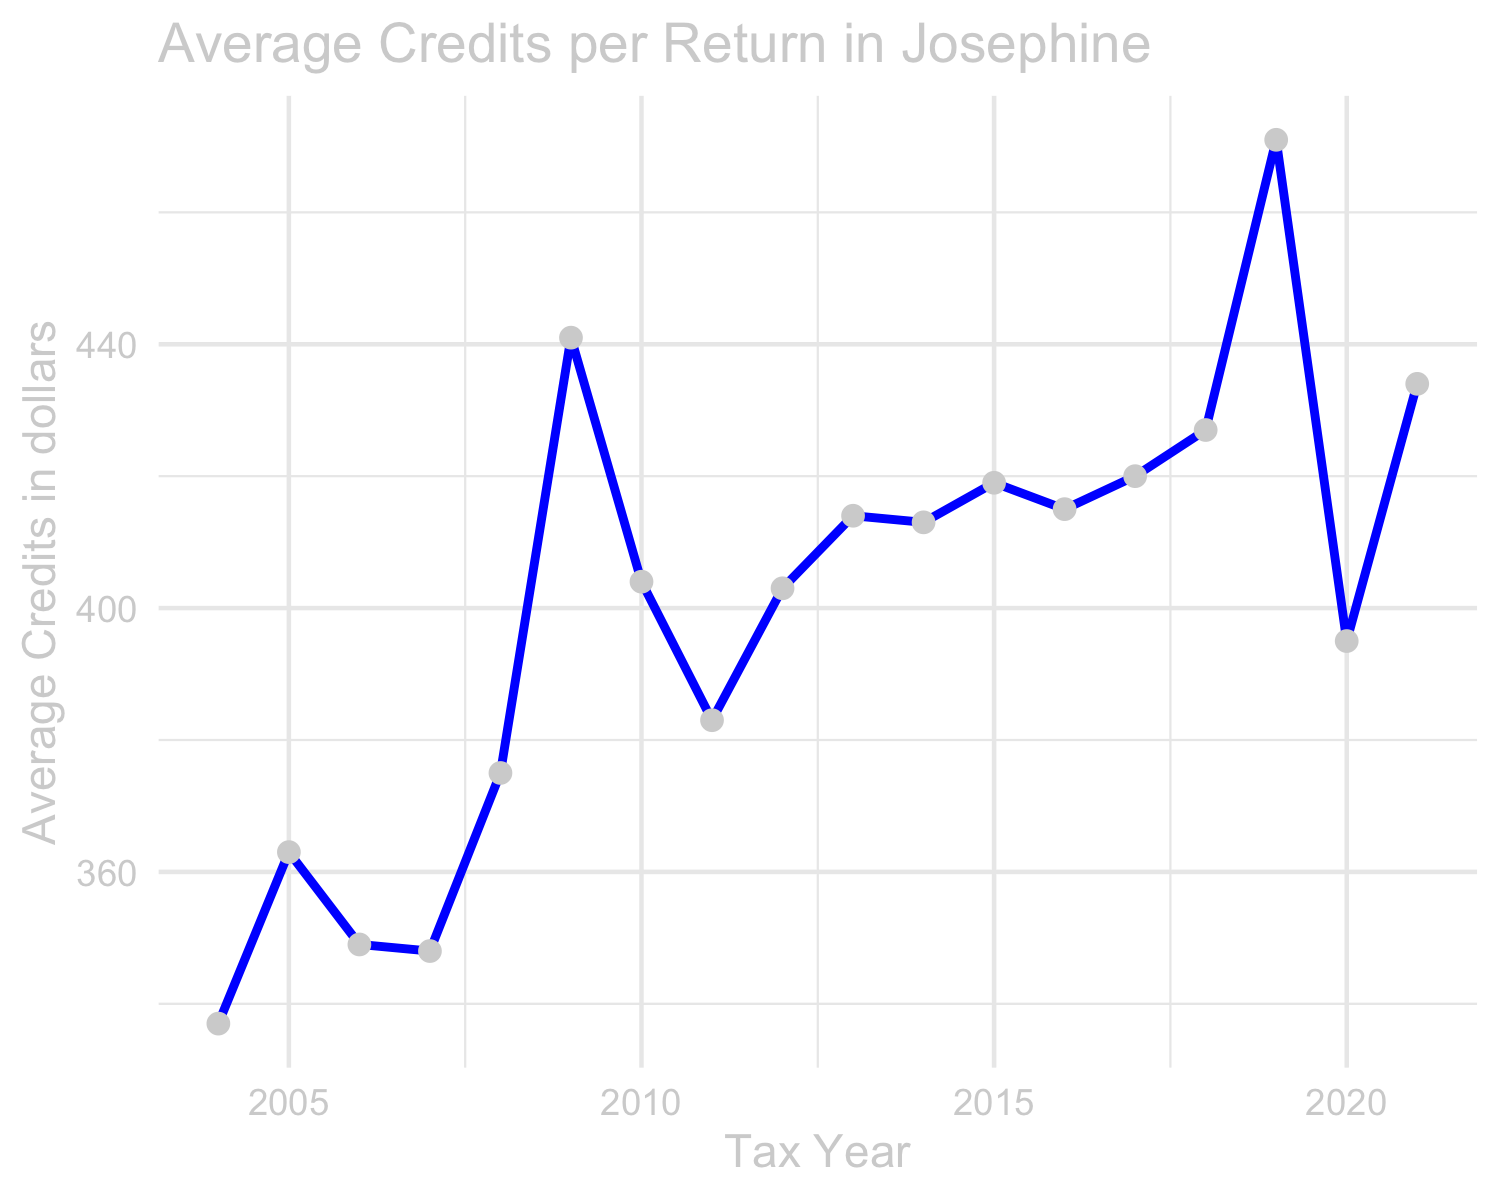 Average Credits per Return in Josephine
Average Credits in dollars
440
400
360
2005 2010 2015 2020
Tax Year